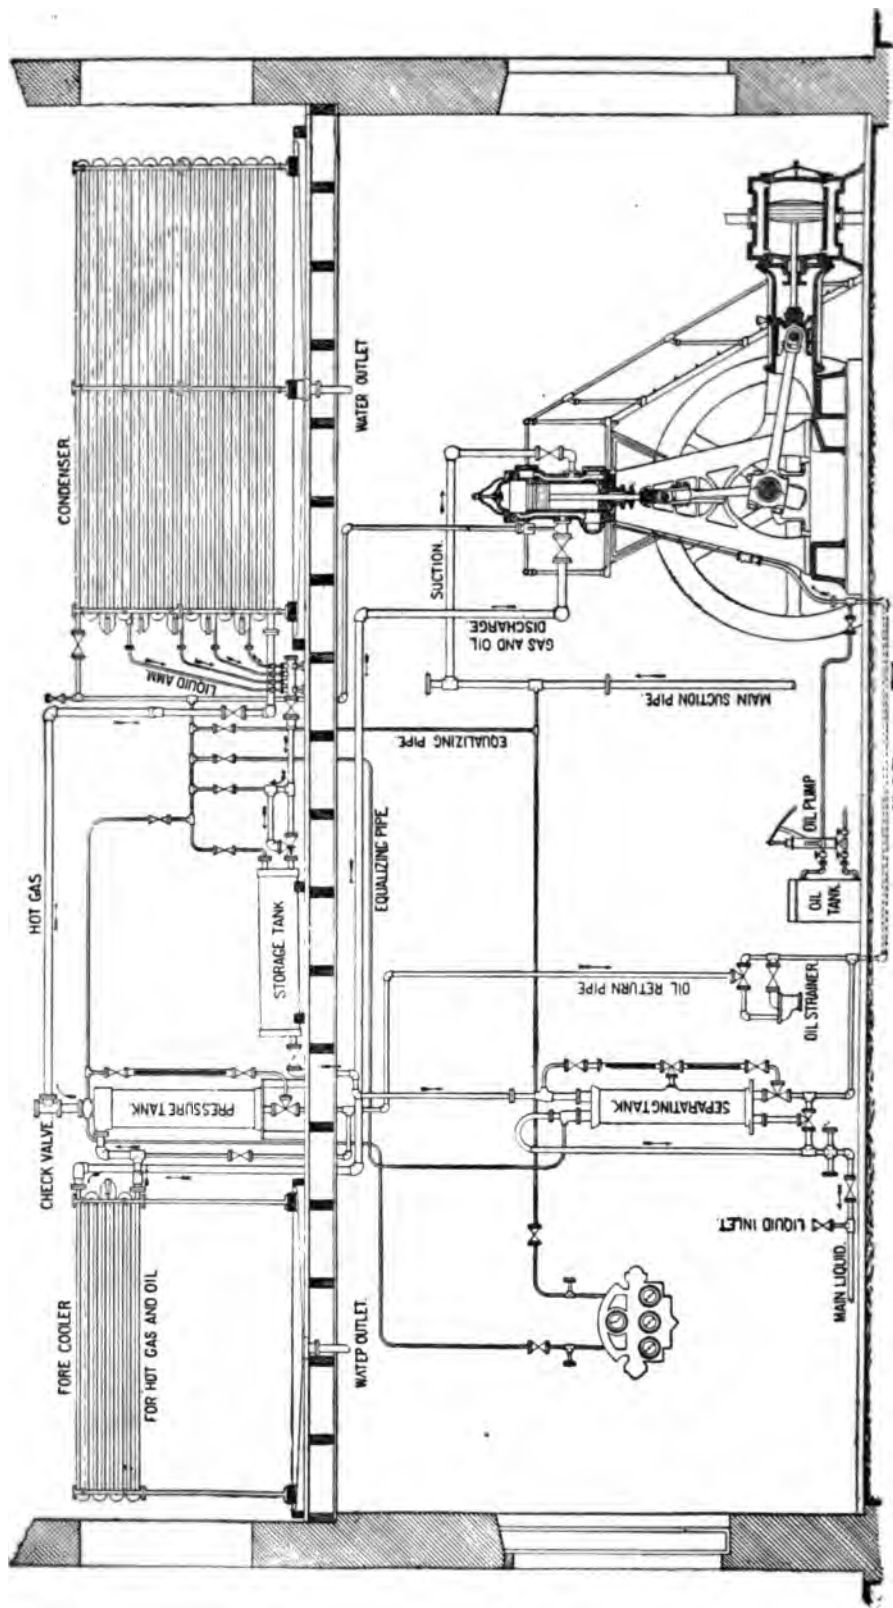 CONDENSER.
WATER OUTLET
LIQUID AMM.
SUCTION.
GAS AND OIL
DISCHARGE
MAIN SUCTION PIPE.
HOT GAS
EQUALIZING PIPE.
EQUALIZING PIPE.
STORAGE TANK
OIL PUMP
OIL
TANK.
OIL RETURN PIPE
OIL STRAINER.
CHECK VALVE.
PRESSURE TANK.
SEPARATING TANK.
FORE COOLER
FOR HOT GAS AND OIL
WATEP OUTLET.
LIQUID INLET.
MAIN LIQUID.